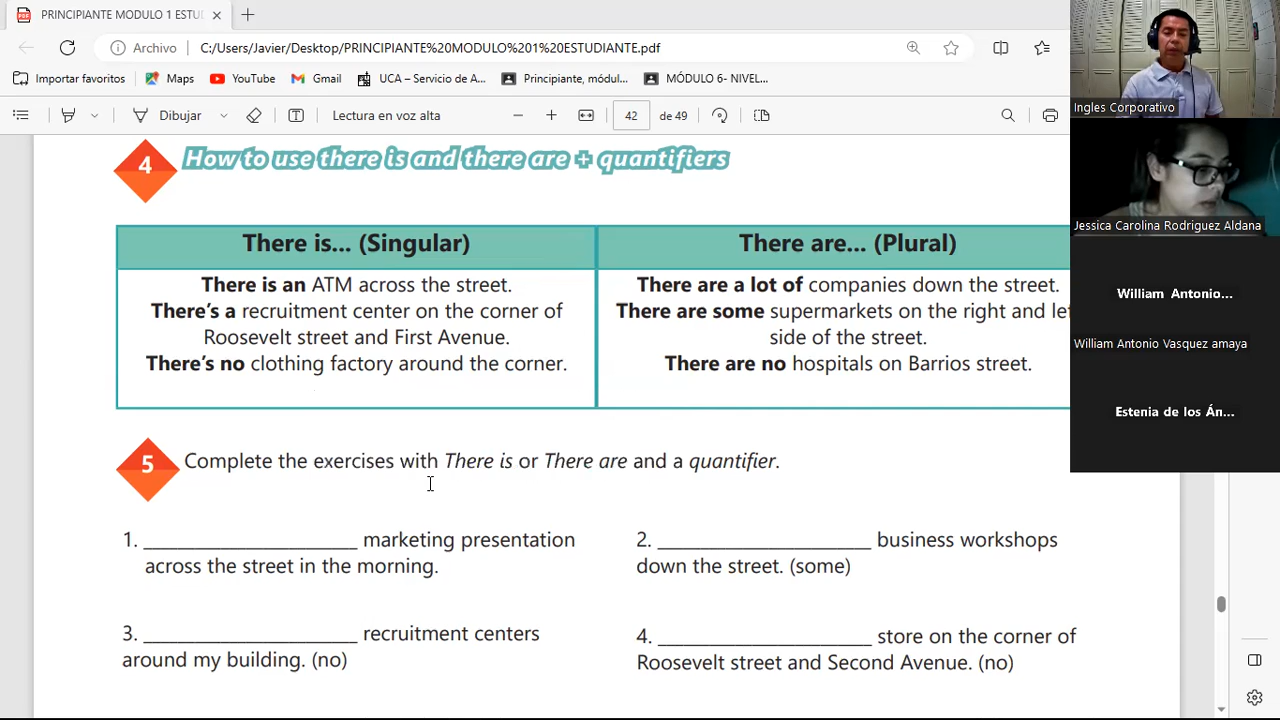 PRINCIPIANTE MODULO 1 ESTU
Archivo C:/Users/Javier/Desktop/PRINCIPIANTE%20MODULO%201%20ESTUDIANTE.pdf
Importar favoritos Maps YouTube Gmail UCA – Servicio de A... Principiante, módul... MÓDULO 6- NIVEL...
Dibujar Lectura en voz alta 42 de 49
4 How to use there is and there are + quantifiers
There is... (Singular)
There is an ATM across the street.
There's a recruitment center on the corner of
Roosevelt street and First Avenue.
There's no clothing factory around the corner.
There are... (Plural)
There are a lot of companies down the street.
There are some supermarkets on the right and lef
side of the street.
There are no hospitals on Barrios street.
5 Complete the exercises with There is or There are and a quantifier.
1. ____________________ marketing presentation
across the street in the morning.
2. ____________________ business workshops
down the street. (some)
3. ____________________ recruitment centers
around my building. (no)
4. ____________________ store on the corner of
Roosevelt street and Second Avenue. (no)
Ingles Corporativo
Jessica Carolina Rodriguez Aldana
William Antonio...
William Antonio Vasquez amaya
Estenia de los Án...